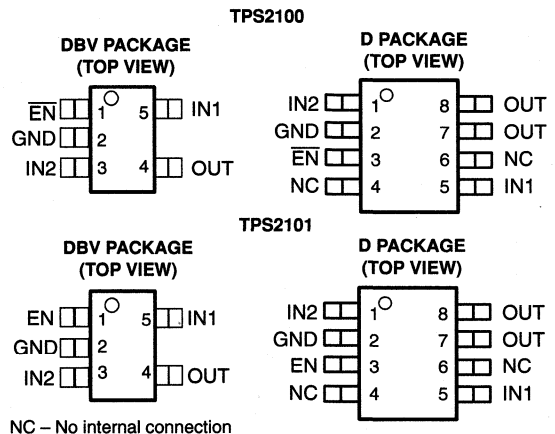 TPS2100
DBV PACKAGE
(TOP VIEW)
EN 1 5 IN1
GND 2
IN2 3 4 OUT
D PACKAGE
(TOP VIEW)
IN2 1 8 OUT
GND 2 7 OUT
EN 3 6 NC
NC 4 5 IN1
TPS2101
DBV PACKAGE
(TOP VIEW)
EN 1 5 IN1
GND 2
IN2 3 4 OUT
D PACKAGE
(TOP VIEW)
IN2 1 8 OUT
GND 2 7 OUT
EN 3 6 NC
NC 4 5 IN1
NC – No internal connection